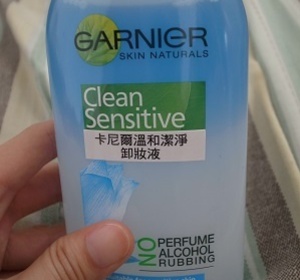 GARNIER
SKIN NATURALS
Clean
Sensitive
卡尼爾溫和潔淨
卸妝液
NO
PERFUME
ALCOHOL
RUBBING